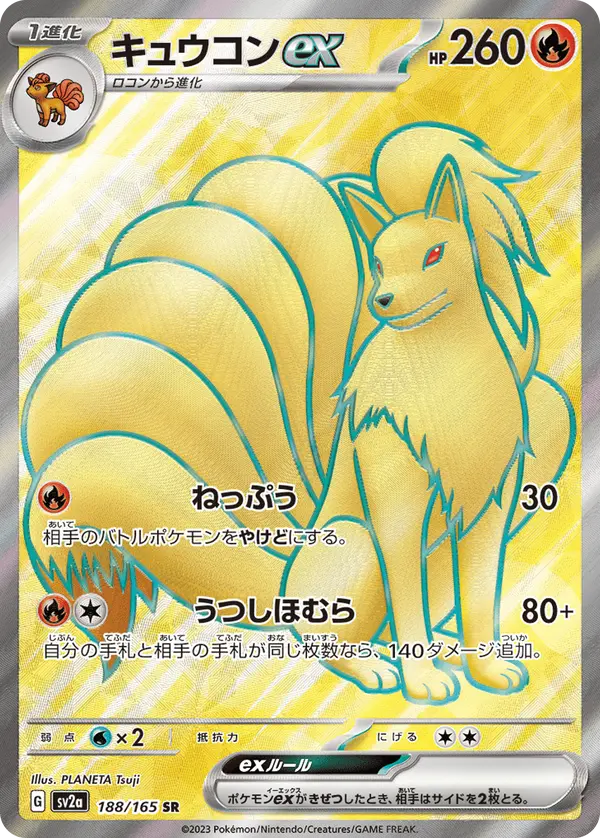 1進化
キュウコンex
HP260
ロコンから進化
ねっぷう 30
相手のバトルポケモンをやけどにする。
うつしほむら 80+
自分の手札と相手の手札が同じ枚数なら、140ダメージ追加。
弱点 ×2 抵抗力 にげる
exルール
ポケモンexがきぜつしたとき、相手はサイドを2枚とる。
Illus. PLANETA Tsuji
G sv2a 188/165 SR
©2023 Pokémon/Nintendo/Creatures/GAME FREAK.